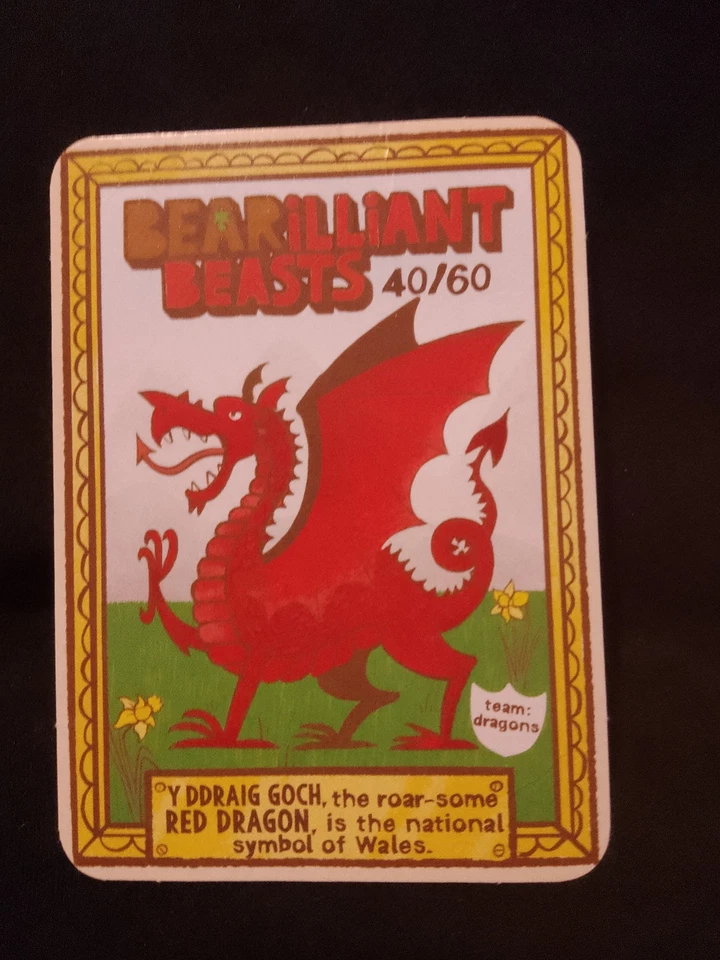 BEARiLLiANT
BEASTS 40/60
team:
dragons
Y DDRAIG GOCH, the roar-some
RED DRAGON, is the national
symbol of Wales.